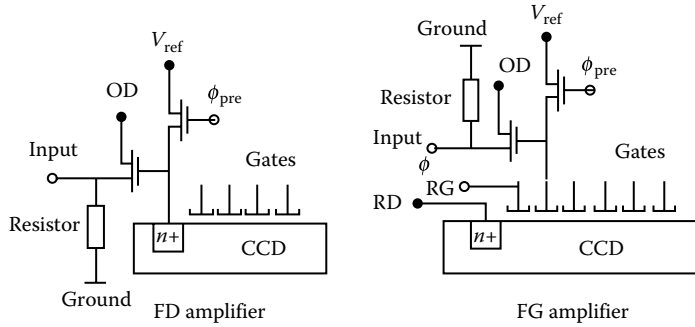 V_ref
OD
ϕ_pre
Input
Gates
Resistor
n+
CCD
Ground
FD amplifier
Ground
V_ref
OD
ϕ_pre
Resistor
Input
ϕ
Gates
RG
RD
n+
CCD
FG amplifier